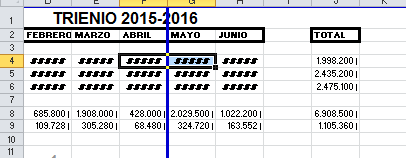 D E F G H I J
1 TRIENIO 2015-2016
2 FEBRERO MARZO ABRIL MAYO JUNIO TOTAL
3
4 ##### ##### ##### ##### ##### 1.998.200
5 ##### ##### ##### ##### ##### 2.435.200
6 ##### ##### ##### ##### ##### 2.475.100
7
8 685.800 1.908.000 428.000 2.029.500 1.022.200 6.908.500
9 109.728 305.280 68.480 324.720 163.552 1.105.360
10
11